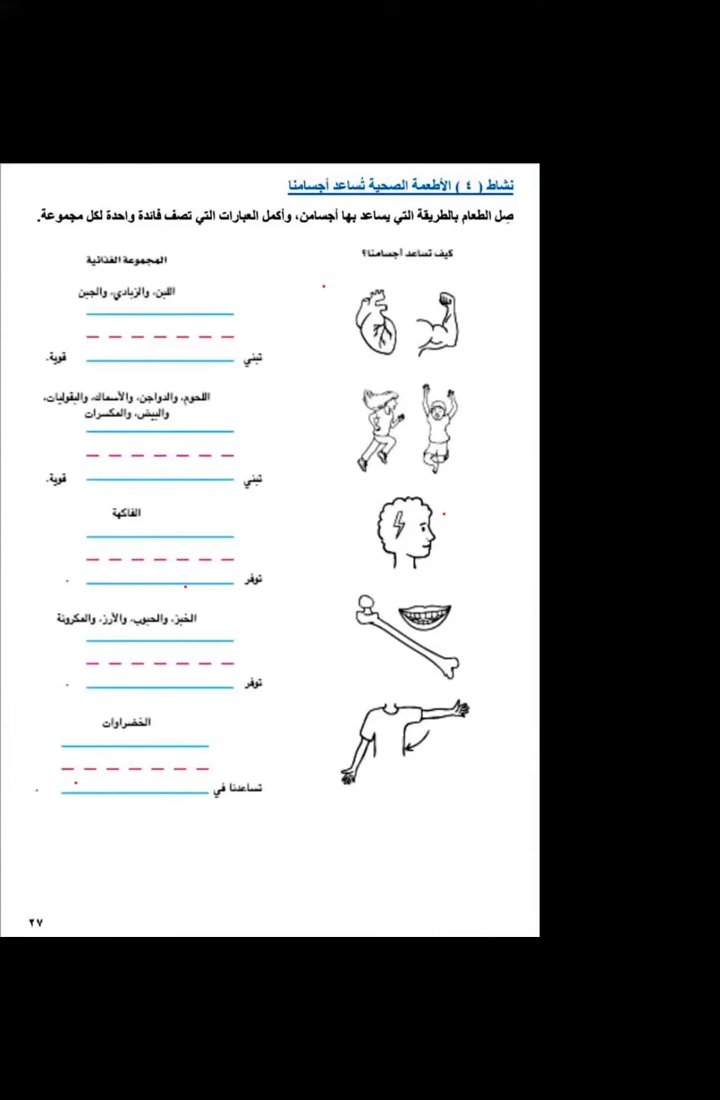 نشاط ( ٤ ) الأطعمة الصحية تُساعد أجسامنا
صِل الطعام بالطريقة التي يساعد بها أجسامن، وأكمل العبارات التي تصف فائدة واحدة لكل مجموعة.
كيف تساعد أجسامنا؟
المجموعة الغذائية
اللبن، والزبادي، والجبن
تبني قوية.
اللحوم، والدواجن، والأسماك، والبقوليات،
والبيض، والمكسرات
تبني قوية.
الفاكهة
توفر .
الخبز، والحبوب، والأرز، والمكرونة
توفر .
الخضراوات
تساعدنا في .
٢٧